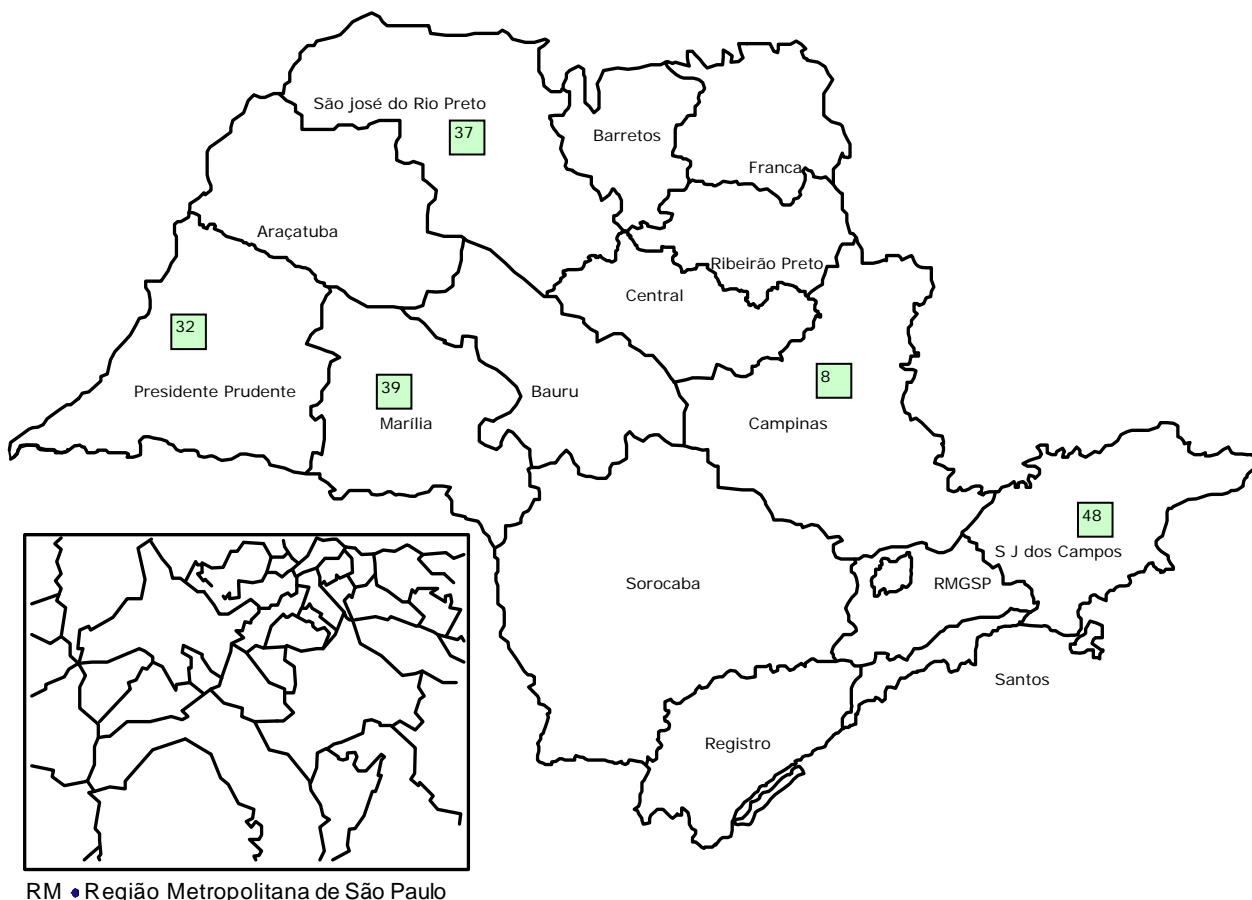 São josé do Rio Preto
37
Barretos
Franca
Araçatuba
Ribeirão Preto
Central
32
Presidente Prudente
39
Marília
Bauru
8
Campinas
48
S J dos Campos
Sorocaba
RMGSP
Santos
Registro
RM • Região Metropolitana de São Paulo